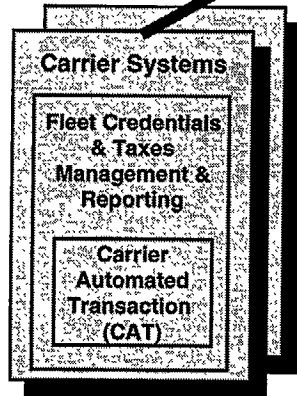 Carrier Systems
Fleet Credentials
& Taxes
Management &
Reporting
Carrier
Automated
Transaction
(CAT)